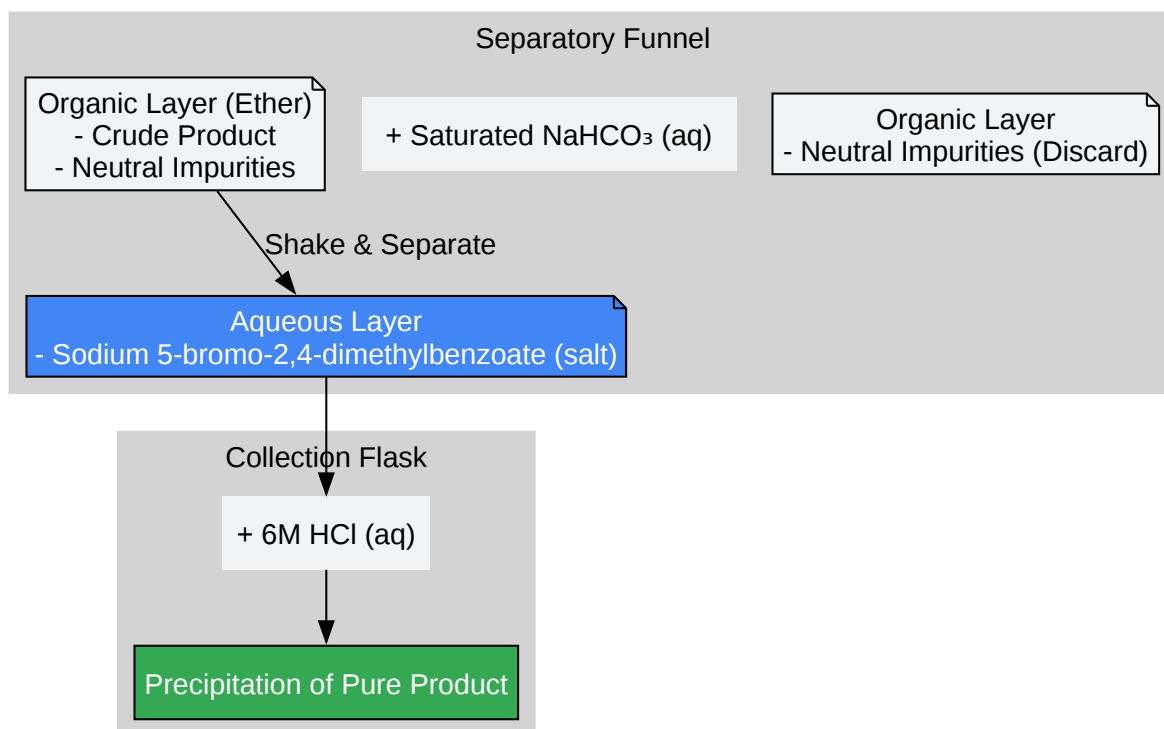 Separatory Funnel
Organic Layer (Ether)
- Crude Product
- Neutral Impurities
+ Saturated NaHCO₃ (aq)
Organic Layer
- Neutral Impurities (Discard)
Shake & Separate
Aqueous Layer
- Sodium 5-bromo-2,4-dimethylbenzoate (salt)
Collection Flask
+ 6M HCl (aq)
Precipitation of Pure Product